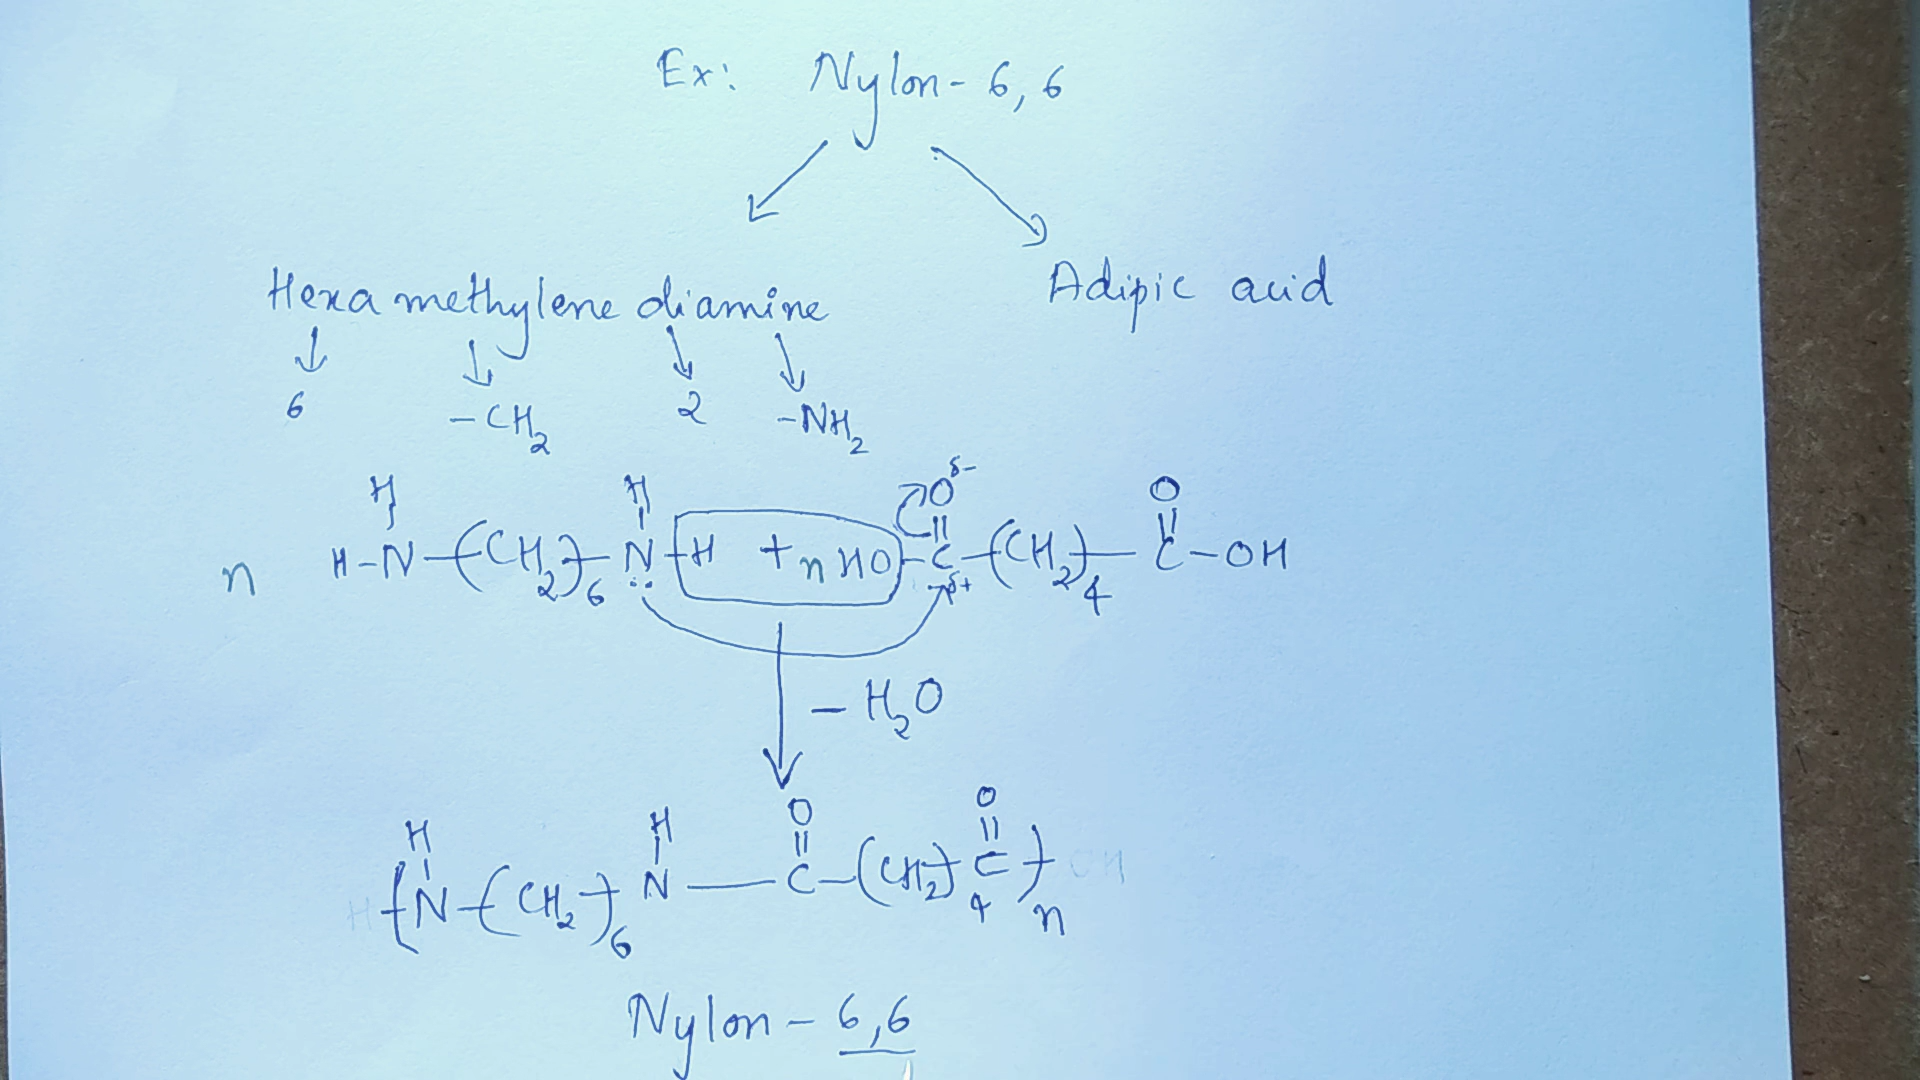 Ex: Nylon - 6, 6
Hexa methylene diamine
Adipic acid
6 -CH2 2 -NH2
H H O δ- O
n H-N-(CH2)6-N-H + n HO-C-(CH2)4-C-OH
δ+
- H2O
H H O O
(N-(CH2)6 N-C-(CH2)4 C)n
Nylon - 6,6